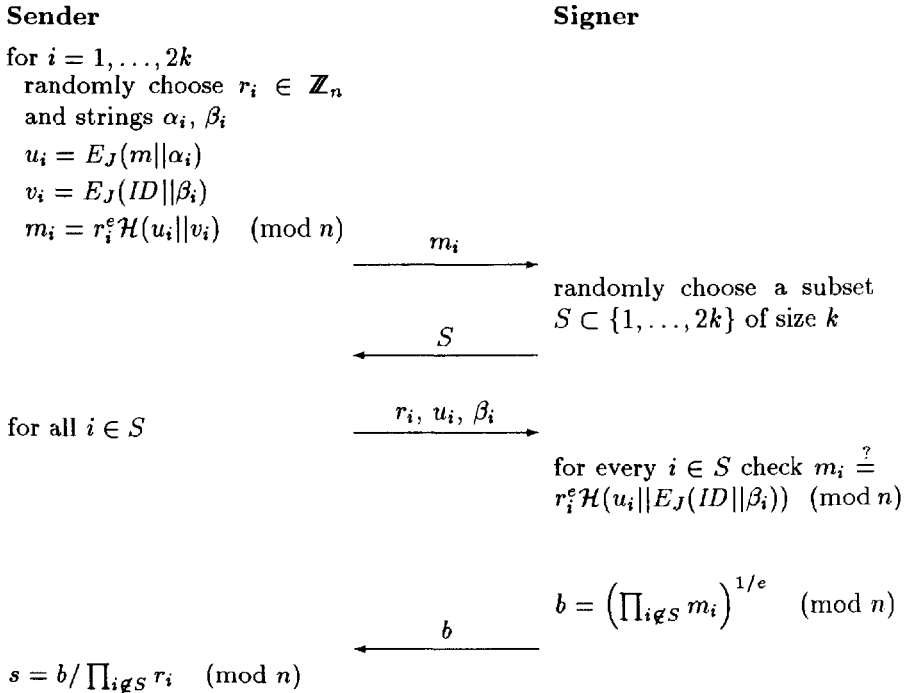 Sender Signer
for i = 1, ..., 2k
randomly choose r_i ∈ ℤ_n
and strings α_i, β_i
u_i = E_J(m||α_i)
v_i = E_J(ID||β_i)
m_i = r_i^e ℋ(u_i||v_i) (mod n)
m_i
randomly choose a subset
S ⊂ {1, ..., 2k} of size k
S
for all i ∈ S
r_i, u_i, β_i
for every i ∈ S check m_i ≟
r_i^e ℋ(u_i||E_J(ID||β_i)) (mod n)
b = (∏_{i∉S} m_i)^{1/e} (mod n)
b
s = b/ ∏_{i∉S} r_i (mod n)